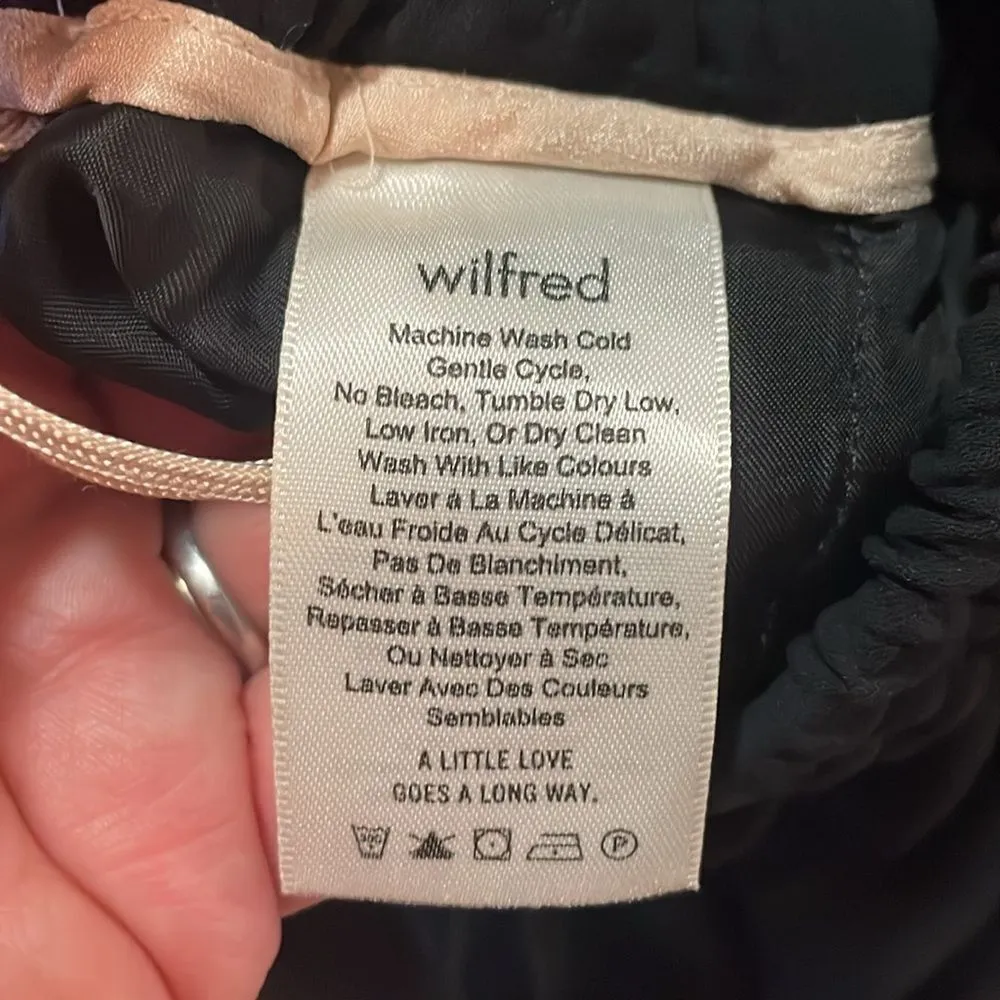 wilfred
Machine Wash Cold
Gentle Cycle,
No Bleach, Tumble Dry Low,
Low Iron, Or Dry Clean
Wash With Like Colours
Laver à La Machine à
L'eau Froide Au Cycle Délicat,
Pas De Blanchiment,
Sécher à Basse Température,
Repasser à Basse Température,
Ou Nettoyer à Sec
Laver Avec Des Couleurs
Semblables
A LITTLE LOVE
GOES A LONG WAY.
30C P